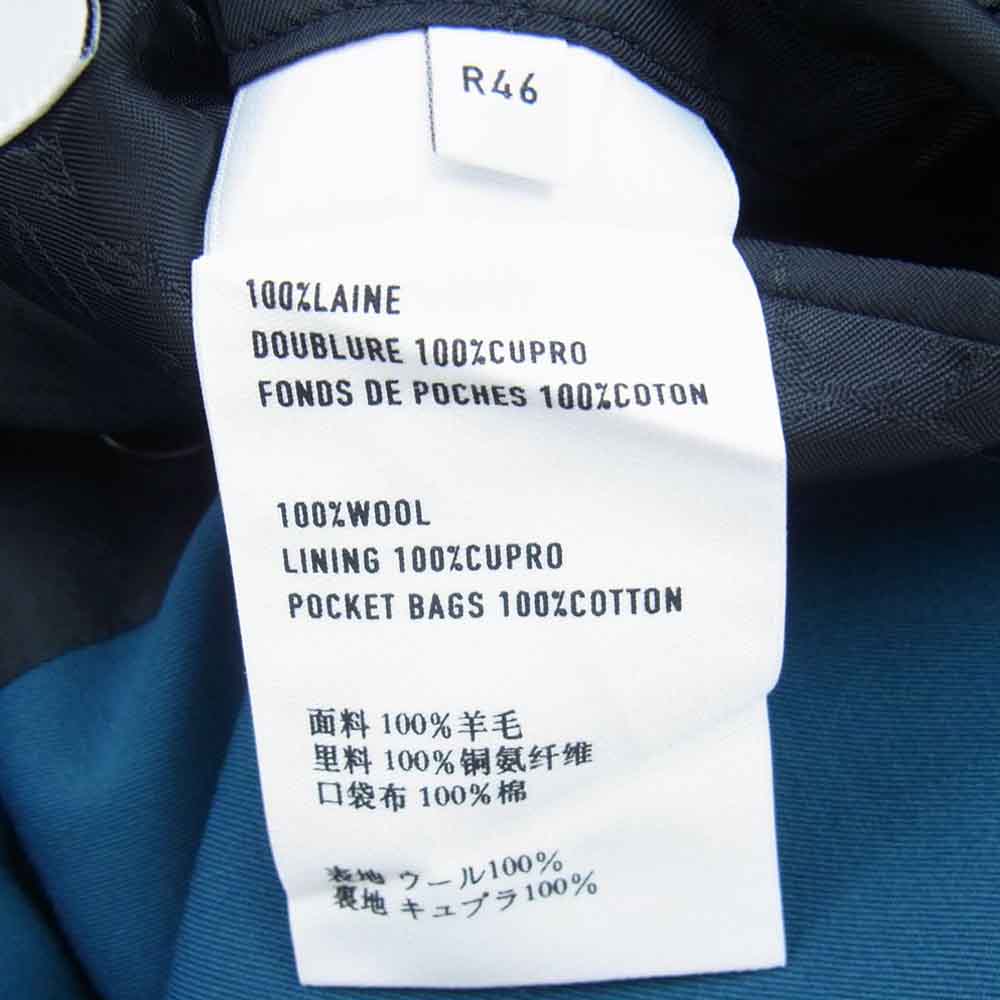 R46
100%LAINE
DOUBLURE 100%CUPRO
FONDS DE POCHES 100%COTON
100%WOOL
LINING 100%CUPRO
POCKET BAGS 100%COTTON
面料 100%羊毛
里料 100%铜氨纤维
口袋布 100%棉
表地 ウール100%
裏地 キュプラ100%